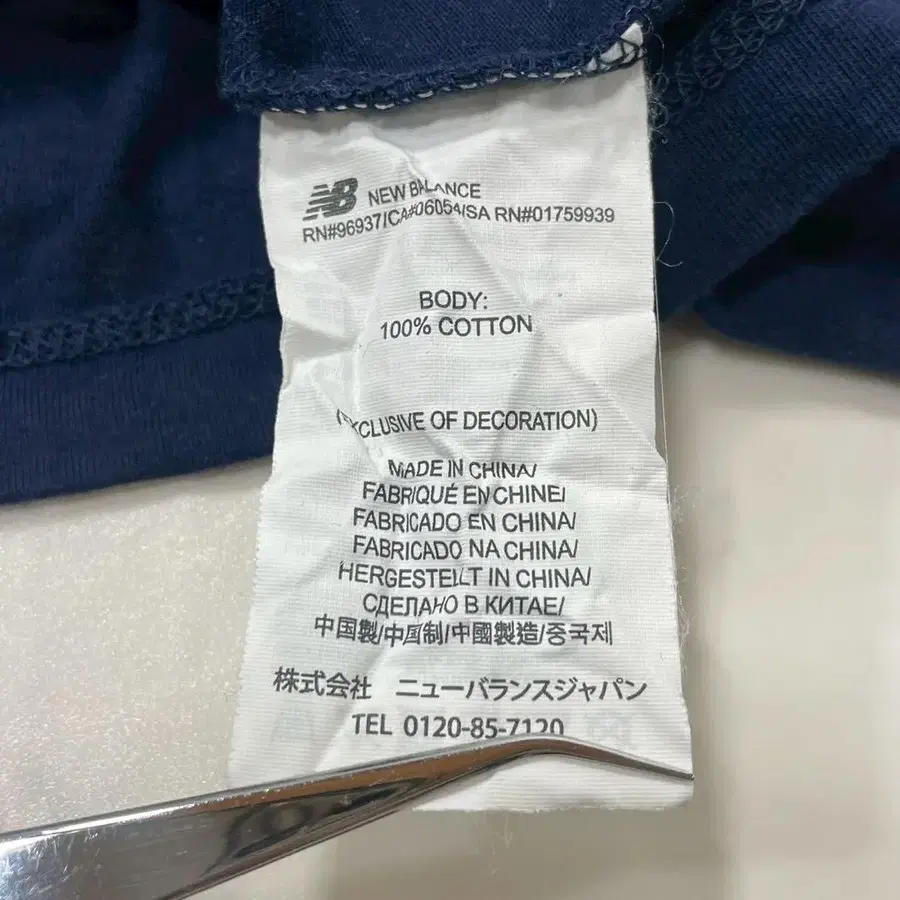 NB NEW BALANCE
RN#96937/CA#06054/SA RN#01759939
BODY:
100% COTTON
(EXCLUSIVE OF DECORATION)
MADE IN CHINA/
FABRIQUÉ EN CHINE/
FABRICADO EN CHINA/
FABRICADO NA CHINA/
HERGESTELLT IN CHINA/
СДЕЛАНО В КИТАЕ/
中国製/中国制/中國製造/중국제
株式会社 ニューバランスジャパン
TEL 0120-85-7120